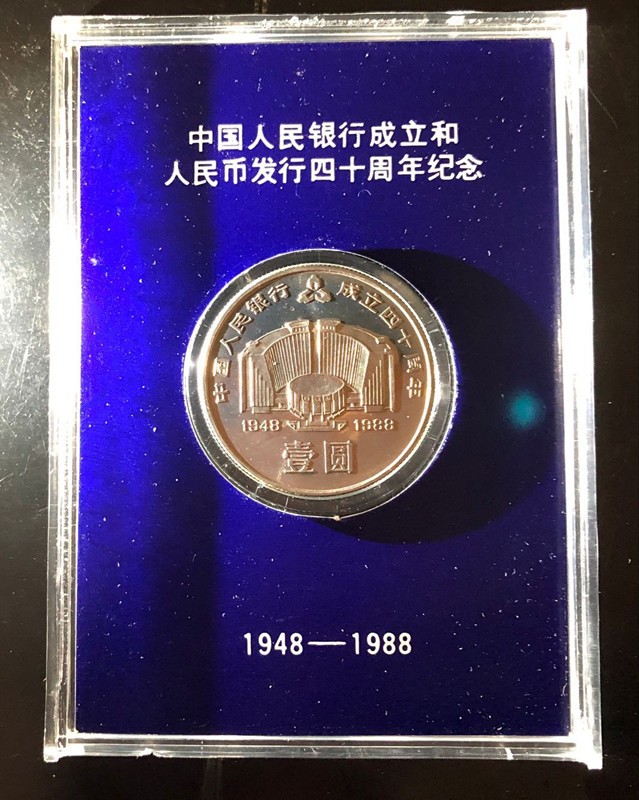 中国人民银行成立和
人民币发行四十周年纪念
中国人民银行 成立四十周年
1948 1988
壹圆
1948—1988